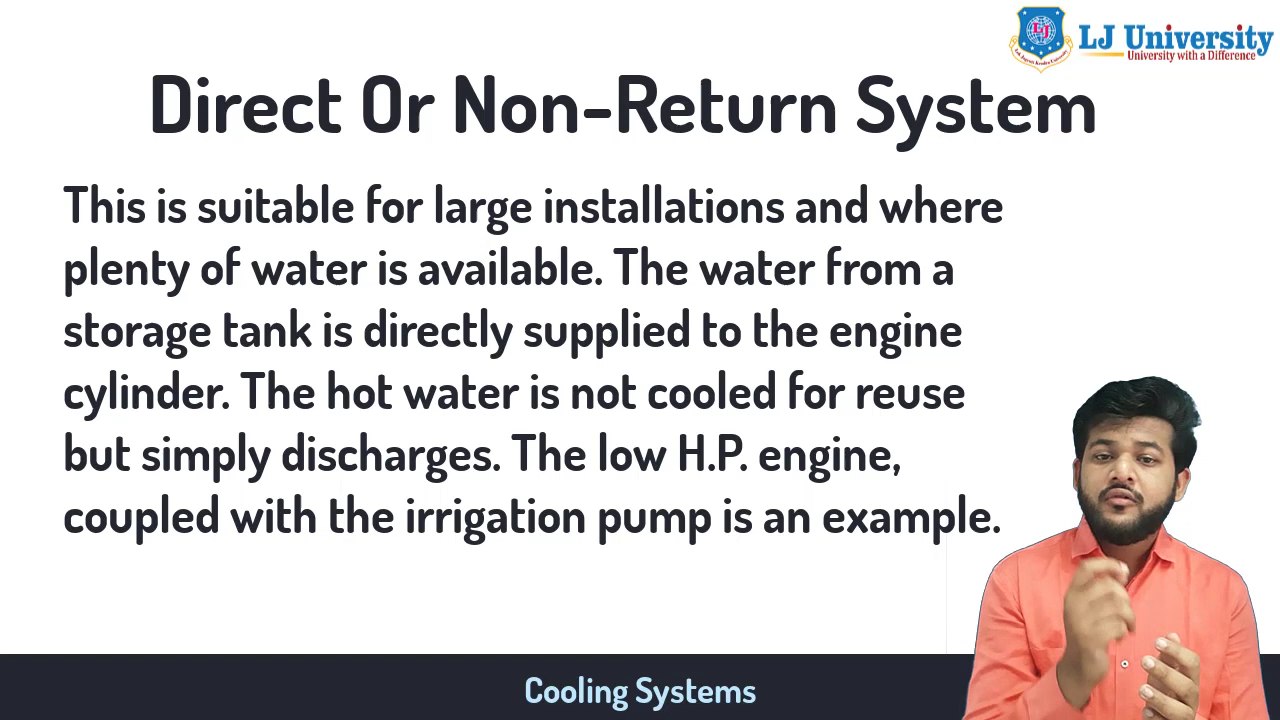 LJ University
University with a Difference
Direct Or Non-Return System
This is suitable for large installations and where
plenty of water is available. The water from a
storage tank is directly supplied to the engine
cylinder. The hot water is not cooled for reuse
but simply discharges. The low H.P. engine,
coupled with the irrigation pump is an example.
Cooling Systems